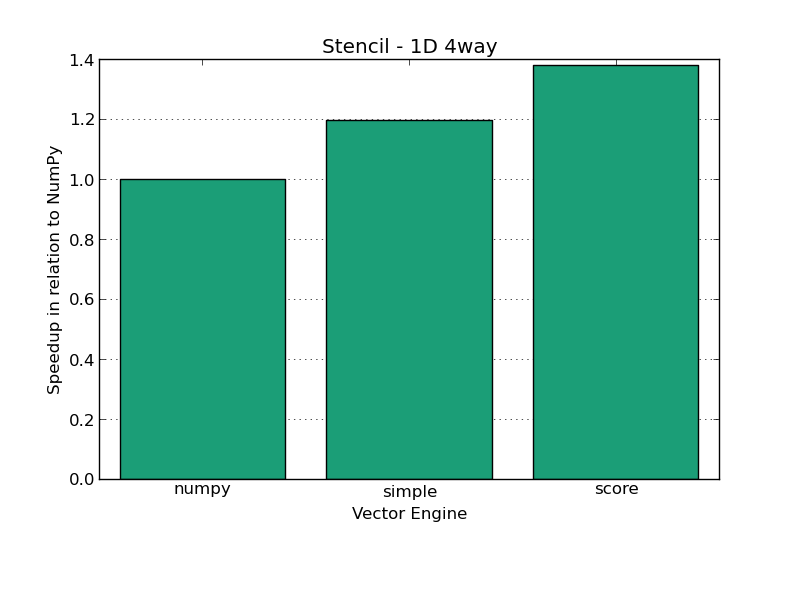 Stencil - 1D 4way
1.4
1.2
1.0
0.8
0.6
0.4
0.2
0.0
Speedup in relation to NumPy
numpy
simple
score
Vector Engine